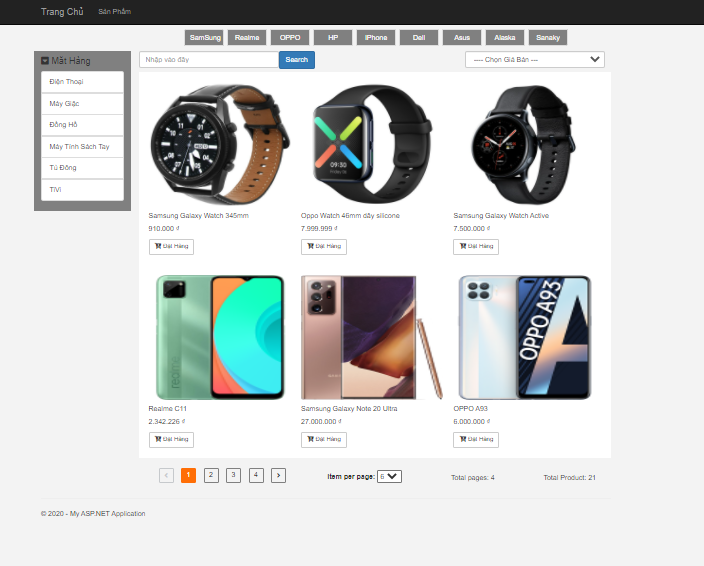 Trang Chủ Sản Phẩm
SamSung Realme OPPO HP IPhone Dell Asus Alaska Sansky
Mặt Hàng
Điện Thoại
Máy Giặc
Đồng Hồ
Máy Tính Sách Tay
Tủ Đông
TiVi
Nhập vào đây Search ---- Chọn Giá Bán ---
Samsung Galaxy Watch 345mm
910.000 ₫
Đặt Hàng
Oppo Watch 46mm dây silicone
7.999.999 ₫
Đặt Hàng
Samsung Galaxy Watch Active
7.500.000 ₫
Đặt Hàng
09:30
realme
OPPO A93
Realme C11
2.342.226 ₫
Đặt Hàng
Samsung Galaxy Note 20 Ultra
27.000.000 ₫
Đặt Hàng
OPPO A93
6.000.000 ₫
Đặt Hàng
‹ 1 2 3 4 ›
Item per page: 6
Total pages: 4
Total Product: 21
© 2020 - My ASP.NET Application